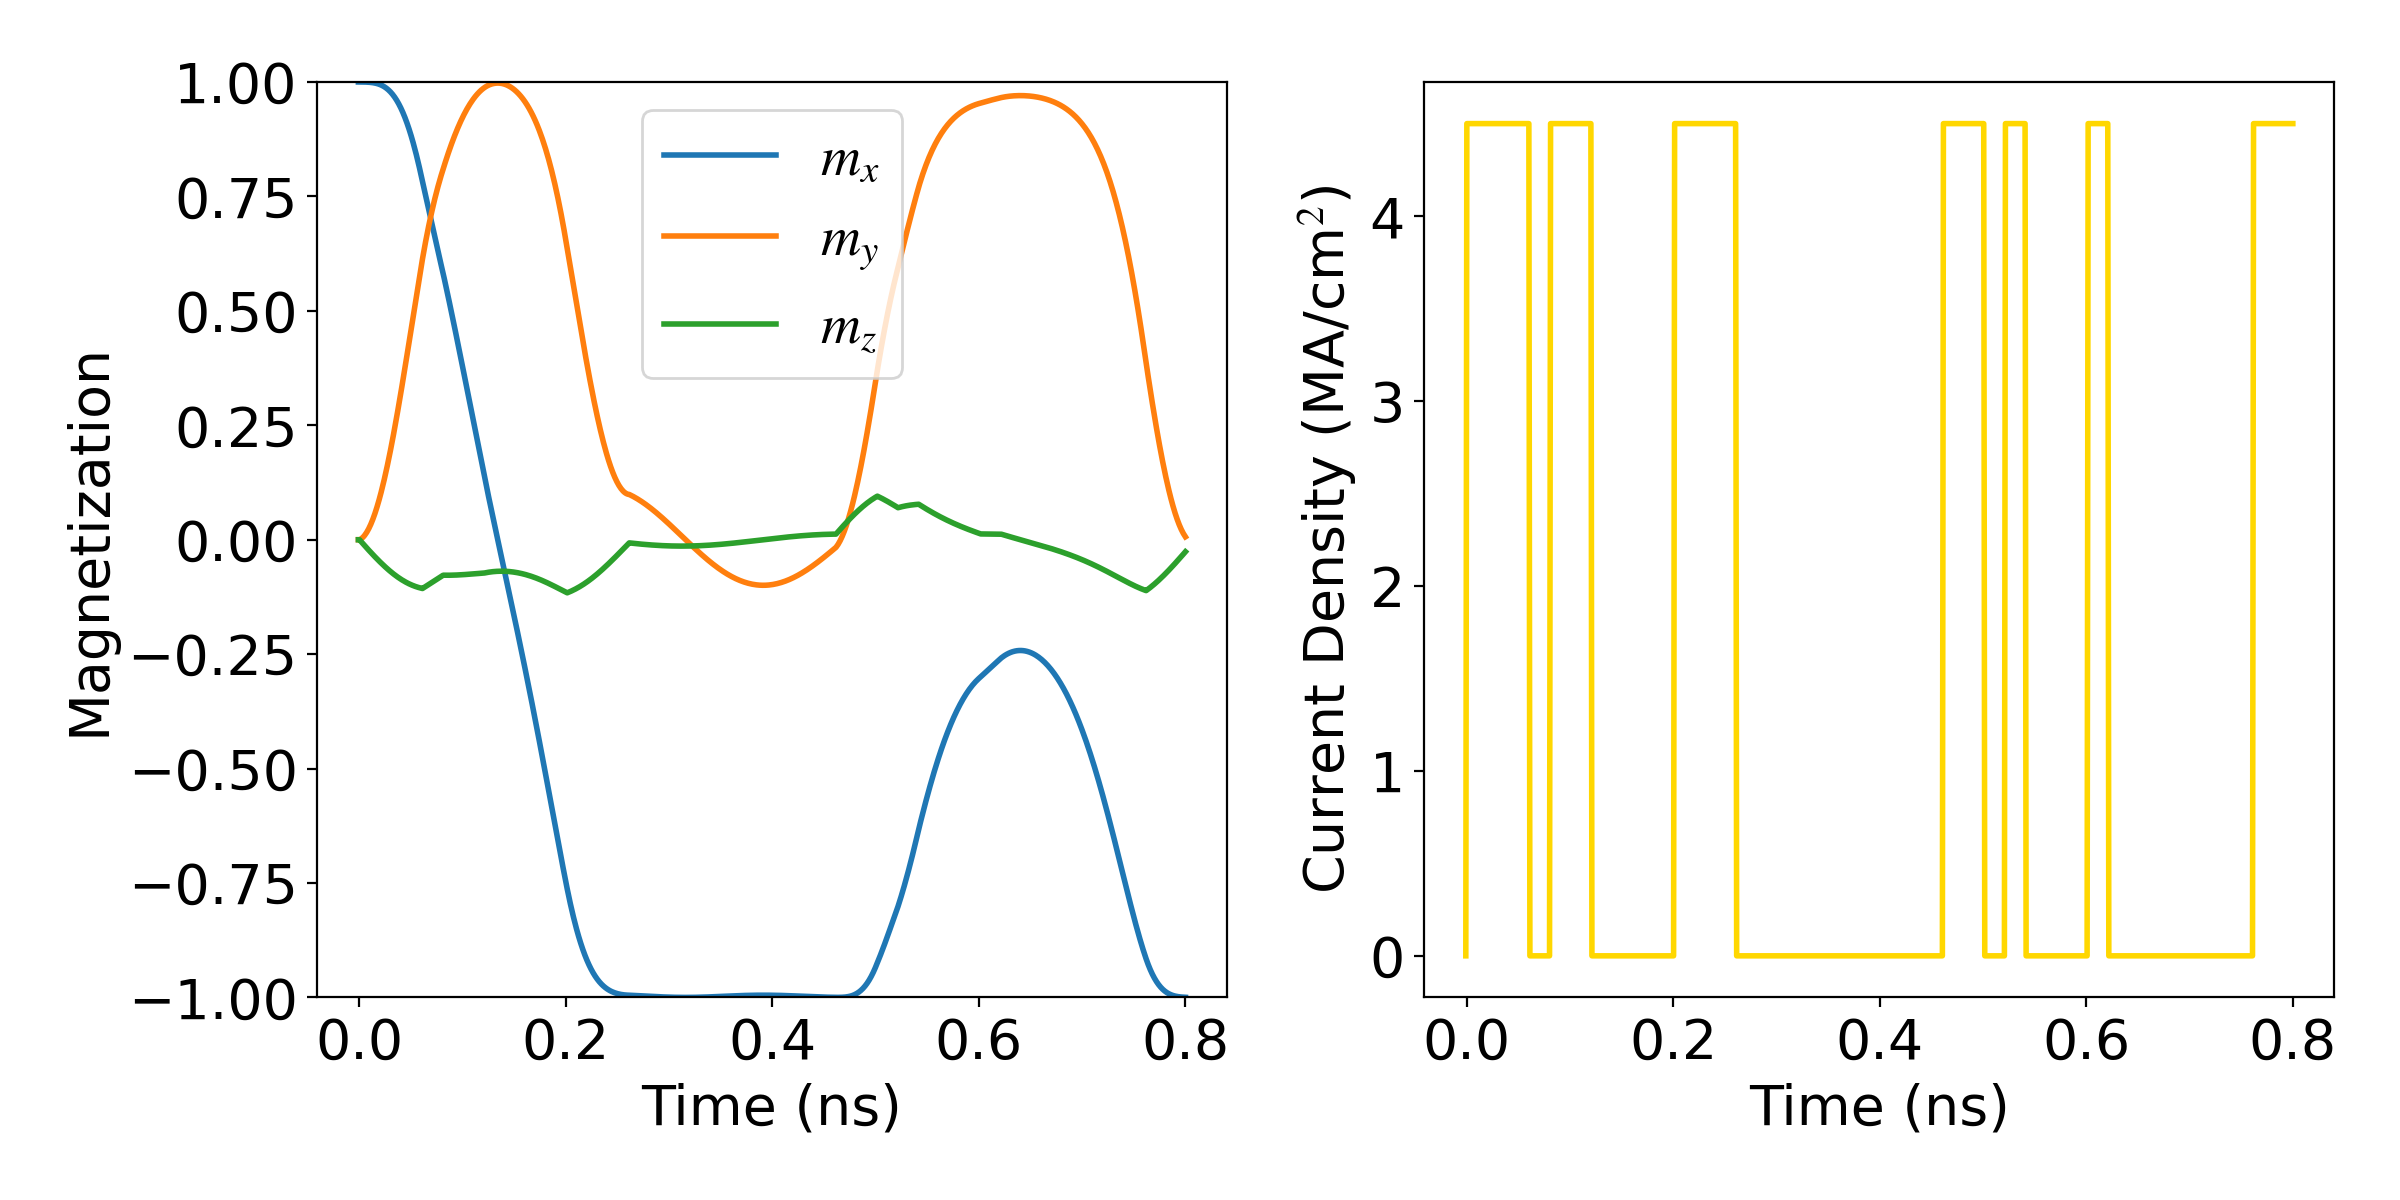 Magnetization
1.00
0.75
0.50
0.25
0.00
−0.25
−0.50
−0.75
−1.00
0.0 0.2 0.4 0.6 0.8
Time (ns)
m_x
m_y
m_z
Current Density (MA/cm²)
4
3
2
1
0
0.0 0.2 0.4 0.6 0.8
Time (ns)